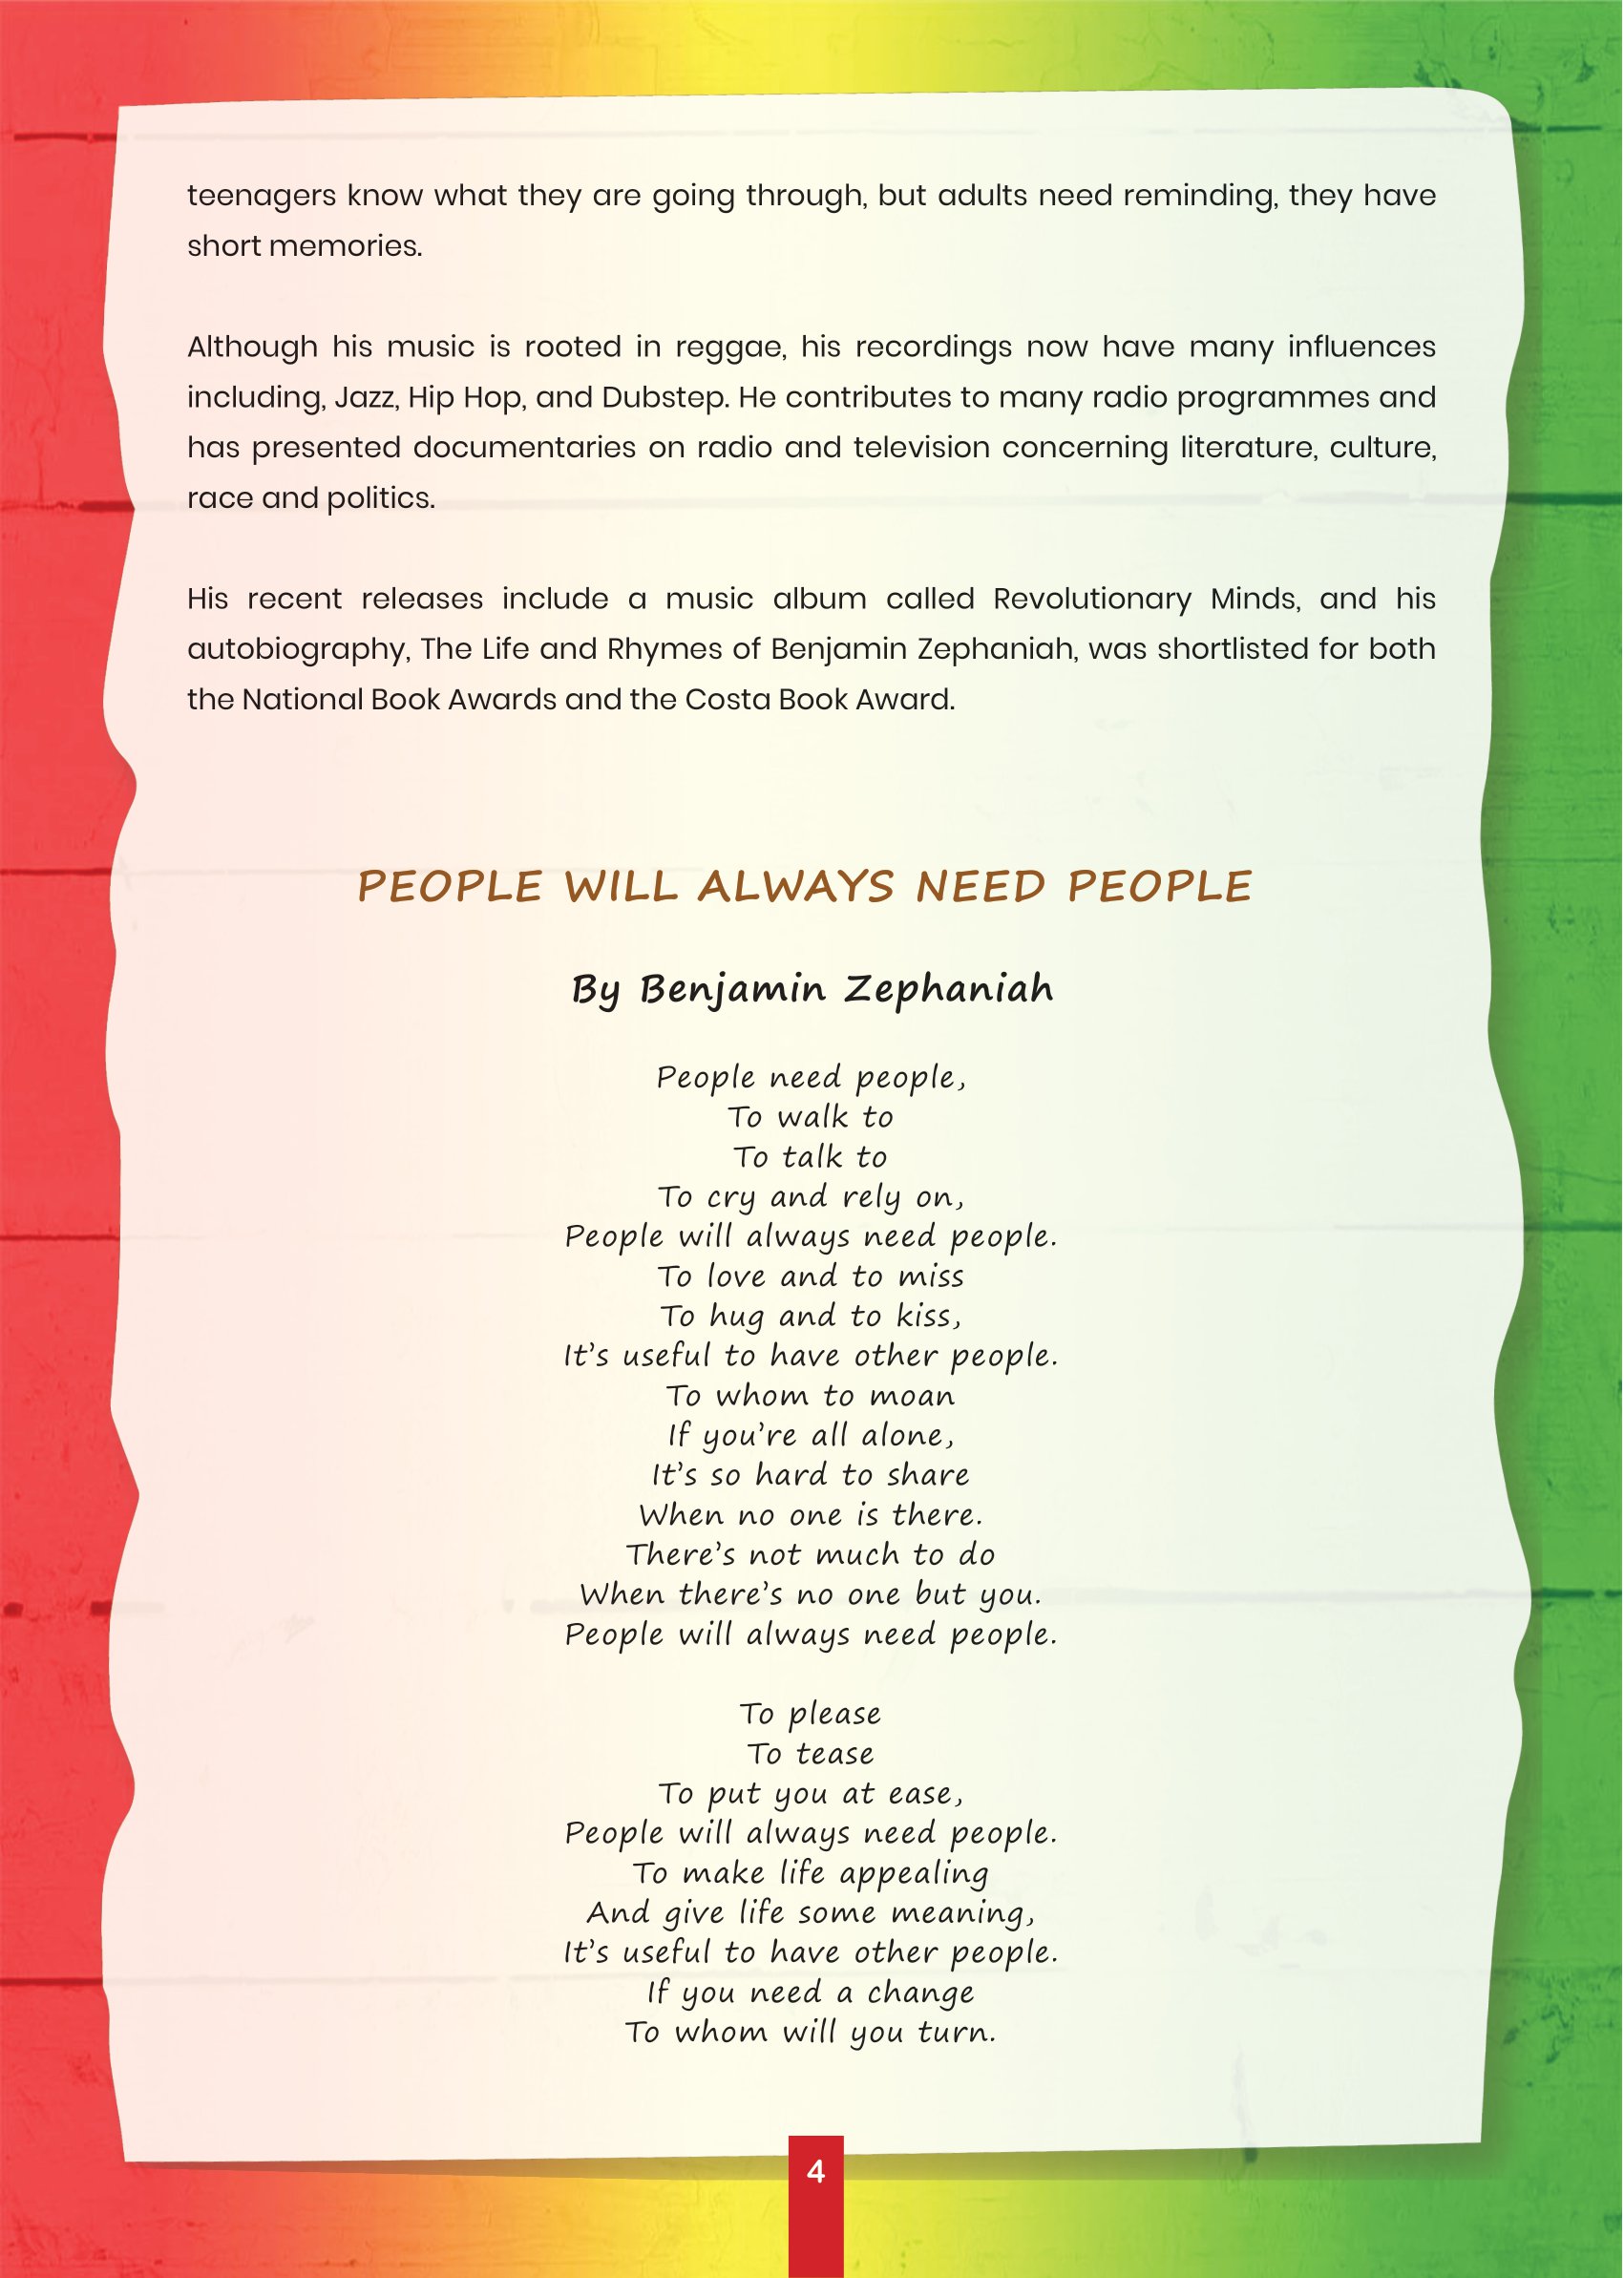 teenagers know what they are going through, but adults need reminding, they have
short memories.
Although his music is rooted in reggae, his recordings now have many influences
including, Jazz, Hip Hop, and Dubstep. He contributes to many radio programmes and
has presented documentaries on radio and television concerning literature, culture,
race and politics.
His recent releases include a music album called Revolutionary Minds, and his
autobiography, The Life and Rhymes of Benjamin Zephaniah, was shortlisted for both
the National Book Awards and the Costa Book Award.
PEOPLE WILL ALWAYS NEED PEOPLE
By Benjamin Zephaniah
People need people,
To walk to
To talk to
To cry and rely on,
People will always need people.
To love and to miss
To hug and to kiss,
It's useful to have other people.
To whom to moan
If you're all alone,
It's so hard to share
When no one is there.
There's not much to do
When there's no one but you.
People will always need people.
To please
To tease
To put you at ease,
People will always need people.
To make life appealing
And give life some meaning,
It's useful to have other people.
If you need a change
To whom will you turn.
4